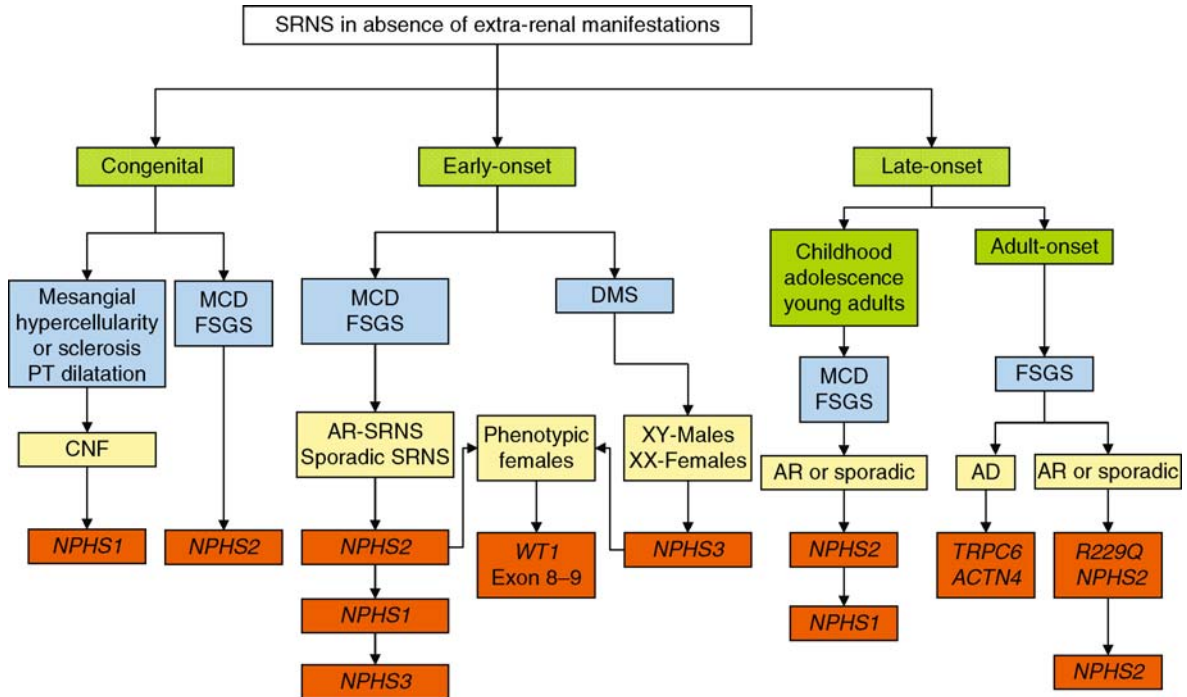 SRNS in absence of extra-renal manifestations
Congenital
Early-onset
Late-onset
Mesangial
hypercellularity
or sclerosis
PT dilatation
MCD
FSGS
MCD
FSGS
DMS
Childhood
adolescence
young adults
Adult-onset
MCD
FSGS
FSGS
CNF
AR-SRNS
Sporadic SRNS
Phenotypic
females
XY-Males
XX-Females
AR or sporadic
AD
AR or sporadic
NPHS1
NPHS2
NPHS2
WT1
Exon 8–9
NPHS3
NPHS2
TRPC6
ACTN4
R229Q
NPHS2
NPHS1
NPHS1
NPHS3
NPHS2